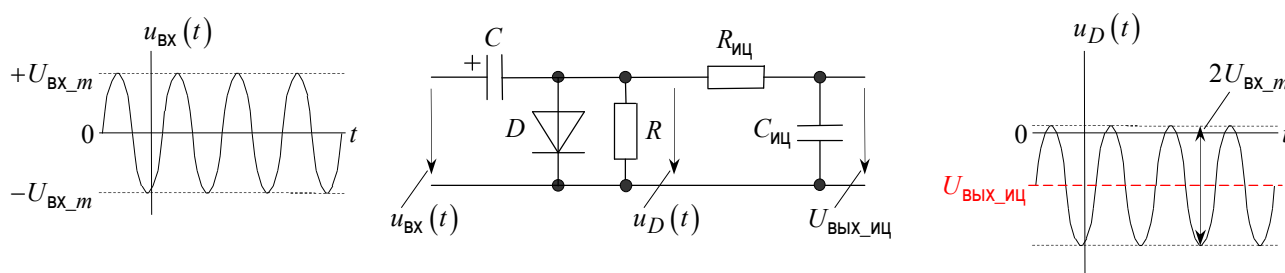 u_вх(t)
+U_вх_m
0
t
−U_вх_m
C
+
D
R
R_ИЦ
C_ИЦ
u_вх(t)
u_D(t)
U_вых_ИЦ
u_D(t)
2U_вх_m
0
t
U_вых_ИЦ